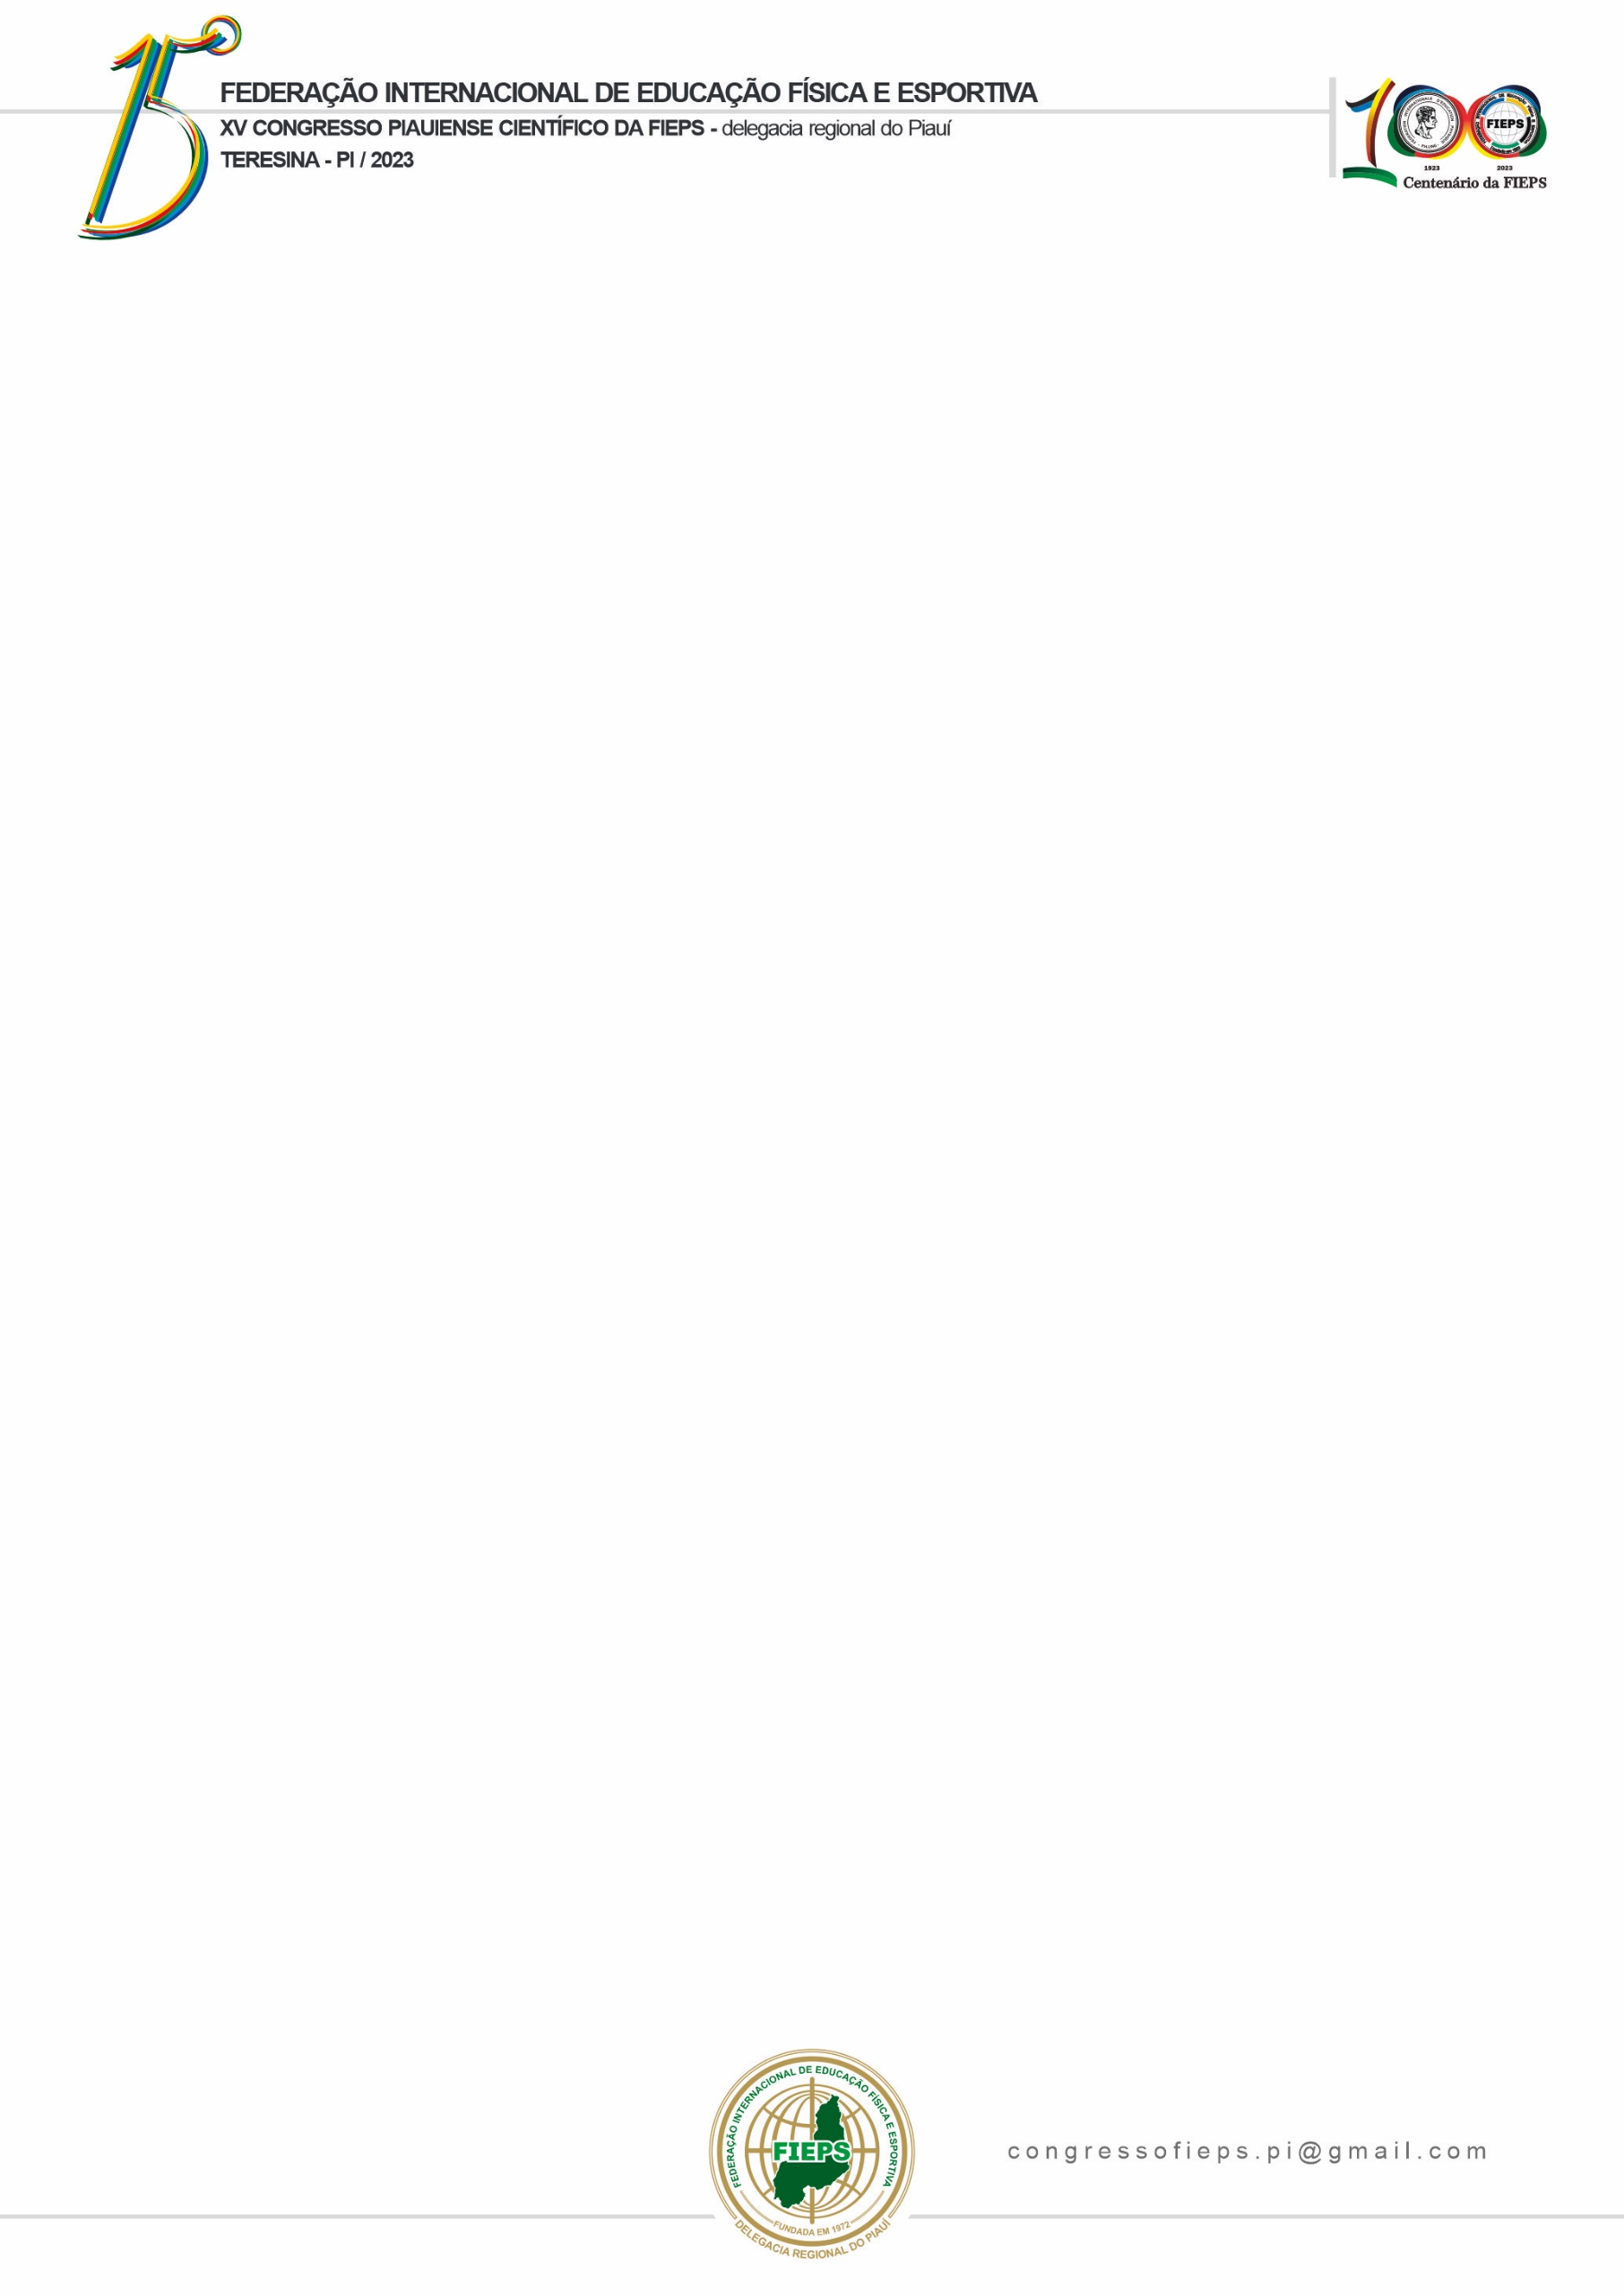 15°
FEDERAÇÃO INTERNACIONAL DE EDUCAÇÃO FÍSICA E ESPORTIVA
XV CONGRESSO PIAUIENSE CIENTÍFICO DA FIEPS - delegacia regional do Piauí
TERESINA - PI / 2023
100
FIEPS
1923 2023
Centenário da FIEPS
FEDERAÇÃO INTERNACIONAL DE EDUCAÇÃO FÍSICA E ESPORTIVA
FIEPS
FUNDADA EM 1972
DELEGACIA REGIONAL DO PIAUÍ
congressofieps.pi@gmail.com